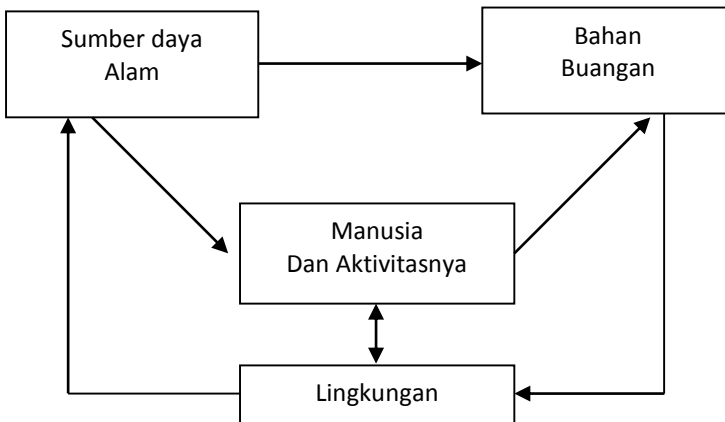 Sumber daya
Alam
Bahan
Buangan
Manusia
Dan Aktivitasnya
Lingkungan